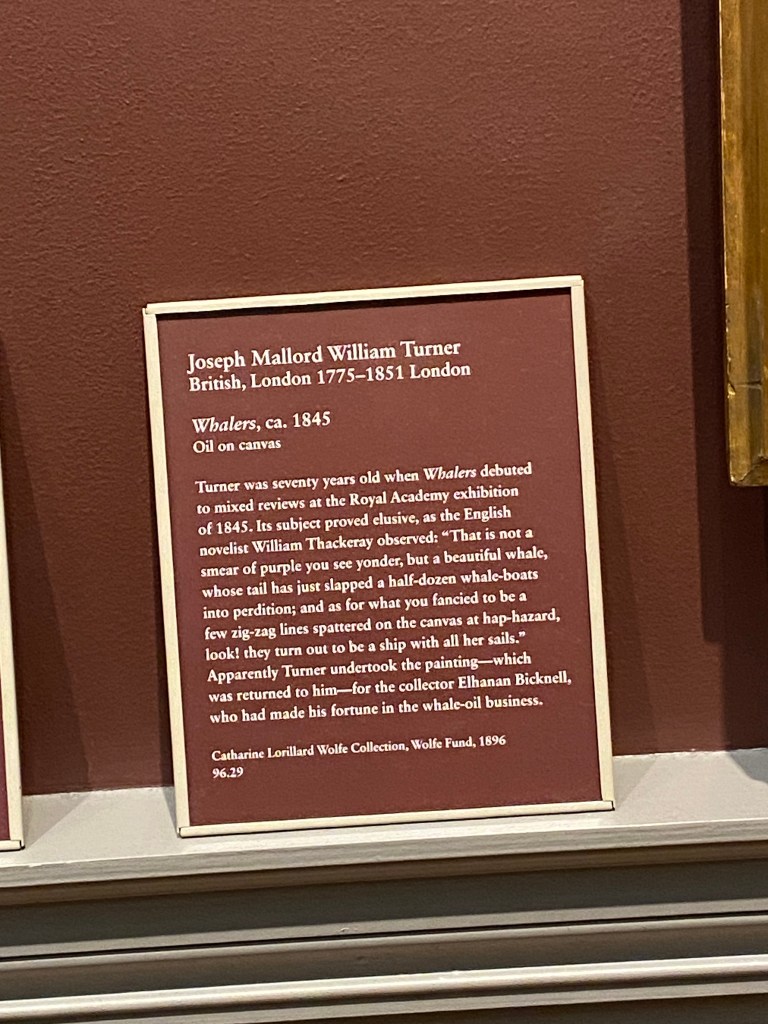 Joseph Mallord William Turner
British, London 1775–1851 London
Whalers, ca. 1845
Oil on canvas
Turner was seventy years old when Whalers debuted
to mixed reviews at the Royal Academy exhibition
of 1845. Its subject proved elusive, as the English
novelist William Thackeray observed: “That is not a
smear of purple you see yonder, but a beautiful whale,
whose tail has just slapped a half-dozen whale-boats
into perdition; and as for what you fancied to be a
few zig-zag lines spattered on the canvas at hap-hazard,
look! they turn out to be a ship with all her sails.”
Apparently Turner undertook the painting—which
was returned to him—for the collector Elhanan Bicknell,
who had made his fortune in the whale-oil business.
Catharine Lorillard Wolfe Collection, Wolfe Fund, 1896
96.29